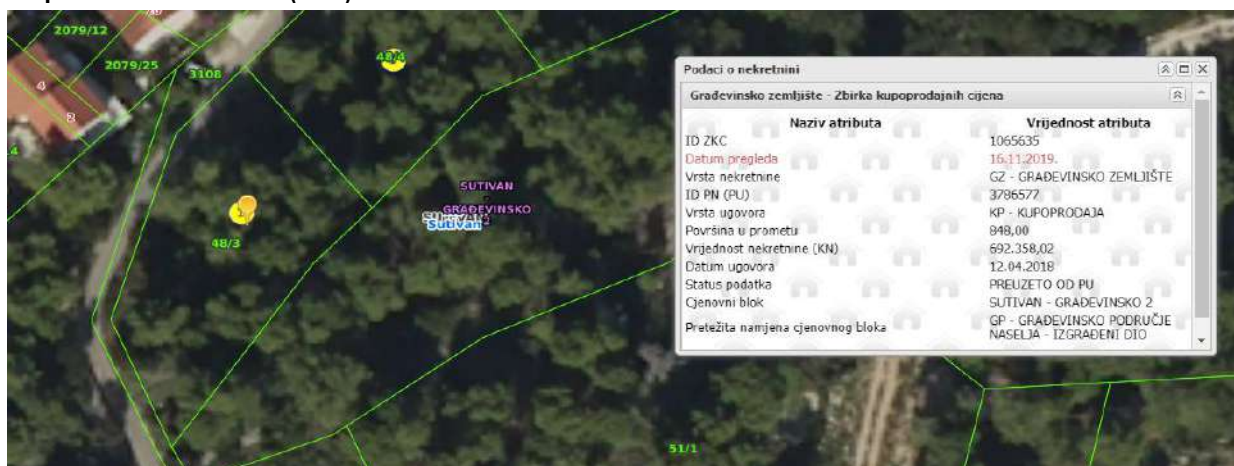 2079/12
2079/25
3108
48/4
4
8
48/3
SUTIVAN
-
GRAĐEVINSKO
Sutivan
51/1
Podaci o nekretnini
Građevinsko zemljište - Zbirka kupoprodajnih cijena
Naziv atributa Vrijednost atributa
ID ZKC 1065635
Datum pregleda 16.11.2019.
Vrsta nekretnine GZ - GRAĐEVINSKO ZEMLJIŠTE
ID PN (PU) 3786577
Vrsta ugovora KP - KUPOPRODAJA
Površina u prometu 848,00
Vrijednost nekretnine (KN) 692.358,02
Datum ugovora 12.04.2018
Status podatka PREUZETO OD PU
Cjenovni blok SUTIVAN - GRAĐEVINSKO 2
Pretežita namjena cjenovnog bloka GP - GRAĐEVINSKO PODRUČJE
NASELJA - IZGRAĐENI DIO